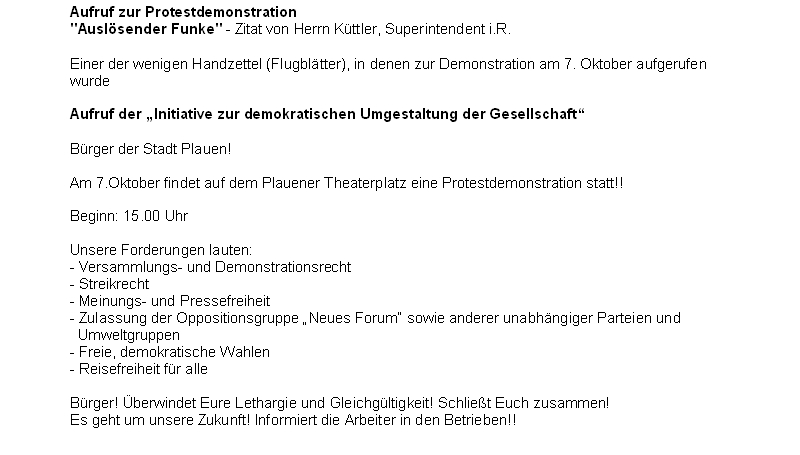 Aufruf zur Protestdemonstration
"Auslösender Funke" - Zitat von Herrn Küttler, Superintendent i.R.
Einer der wenigen Handzettel (Flugblätter), in denen zur Demonstration am 7. Oktober aufgerufen
wurde
Aufruf der „Initiative zur demokratischen Umgestaltung der Gesellschaft“
Bürger der Stadt Plauen!
Am 7.Oktober findet auf dem Plauener Theaterplatz eine Protestdemonstration statt!!
Beginn: 15.00 Uhr
Unsere Forderungen lauten:
- Versammlungs- und Demonstrationsrecht
- Streikrecht
- Meinungs- und Pressefreiheit
- Zulassung der Oppositionsgruppe „Neues Forum“ sowie anderer unabhängiger Parteien und
Umweltgruppen
- Freie, demokratische Wahlen
- Reisefreiheit für alle
Bürger! Überwindet Eure Lethargie und Gleichgültigkeit! Schließt Euch zusammen!
Es geht um unsere Zukunft! Informiert die Arbeiter in den Betrieben!!